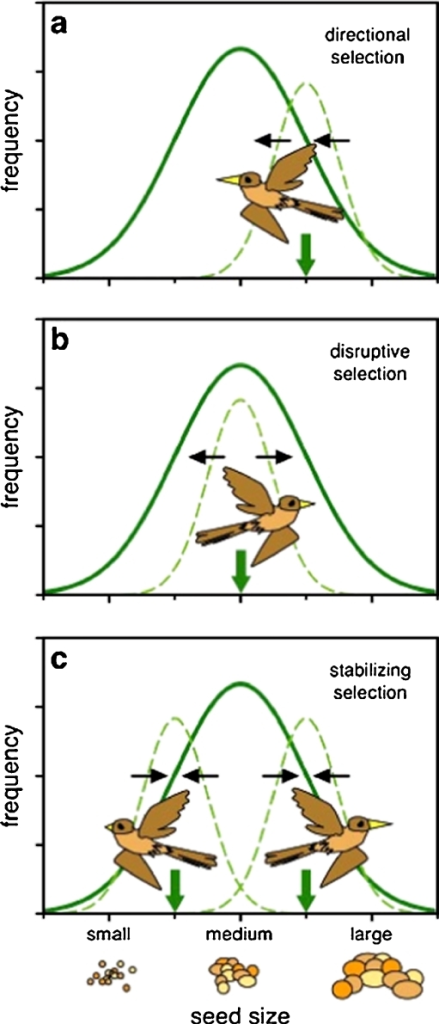 a
directional
selection
frequency
b
disruptive
selection
frequency
c
stabilizing
selection
frequency
small medium large
seed size